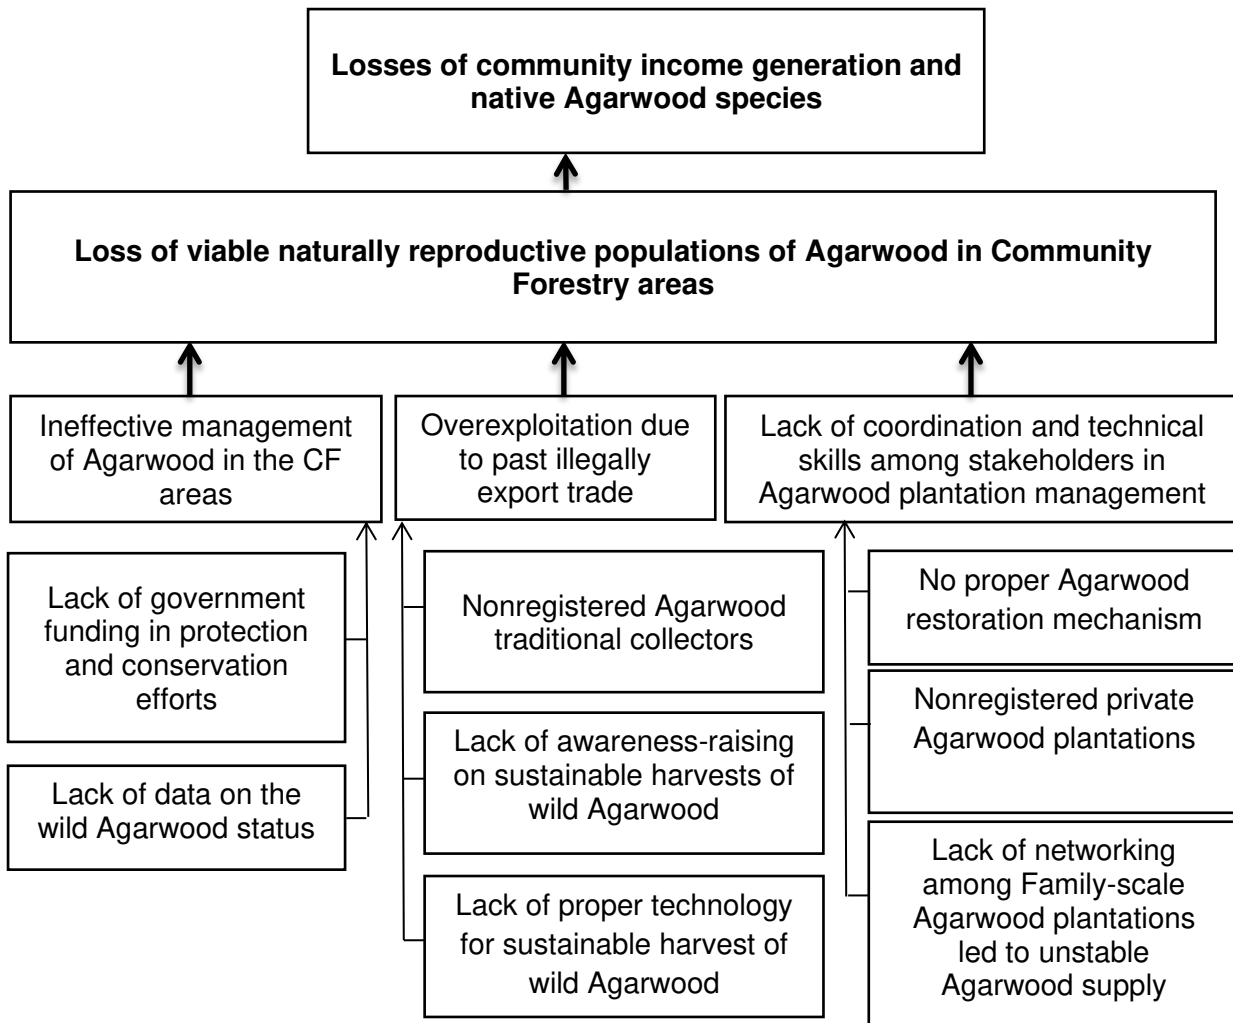 Losses of community income generation and
native Agarwood species
Loss of viable naturally reproductive populations of Agarwood in Community
Forestry areas
Ineffective management
of Agarwood in the CF
areas
Overexploitation due
to past illegally
export trade
Lack of coordination and technical
skills among stakeholders in
Agarwood plantation management
Lack of government
funding in protection
and conservation
efforts
Lack of data on the
wild Agarwood status
Nonregistered Agarwood
traditional collectors
Lack of awareness-raising
on sustainable harvests of
wild Agarwood
Lack of proper technology
for sustainable harvest of
wild Agarwood
No proper Agarwood
restoration mechanism
Nonregistered private
Agarwood plantations
Lack of networking
among Family-scale
Agarwood plantations
led to unstable
Agarwood supply